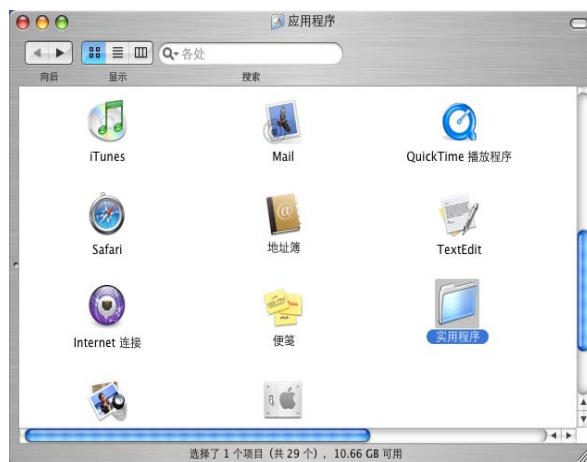 应用程序
各处
向后 显示 搜索
iTunes Mail QuickTime 播放程序
Safari 地址簿 TextEdit
Internet 连接 便笺 实用程序
选择了 1 个项目（共 29 个）, 10.66 GB 可用